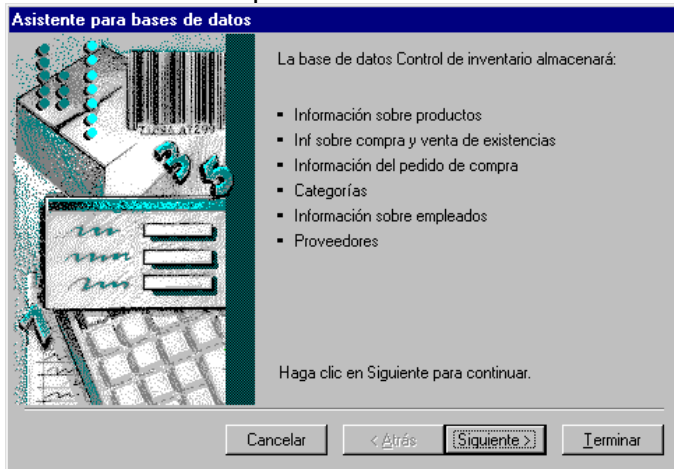 Asistente para bases de datos
La base de datos Control de inventario almacenará:
▪ Información sobre productos
▪ Inf sobre compra y venta de existencias
▪ Información del pedido de compra
▪ Categorías
▪ Información sobre empleados
▪ Proveedores
Haga clic en Siguiente para continuar.
Cancelar
< Atrás
Siguiente >
Terminar